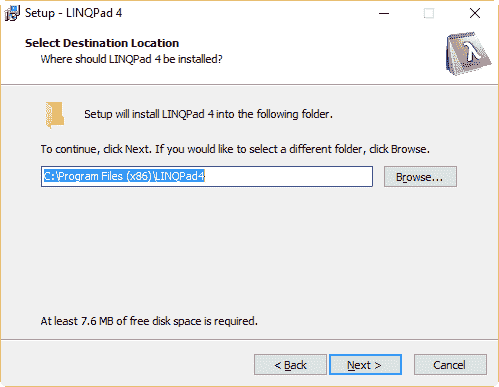 Setup - LINQPad 4
Select Destination Location
Where should LINQPad 4 be installed?
λ
Setup will install LINQPad 4 into the following folder.
To continue, click Next. If you would like to select a different folder, click Browse.
C:\Program Files (x86)\LINQPad4
Browse...
At least 7.6 MB of free disk space is required.
< Back
Next >
Cancel